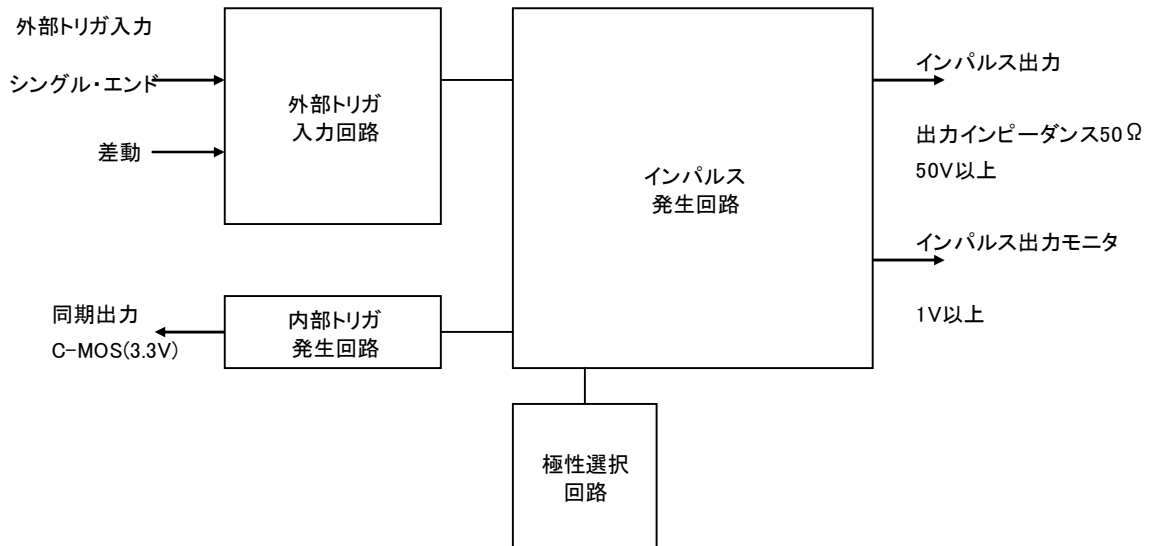 外部トリガ入力
シングル・エンド
差動
外部トリガ
入力回路
インパルス
発生回路
インパルス出力
出力インピーダンス50Ω
50V以上
インパルス出力モニタ
1V以上
同期出力
C-MOS(3.3V)
内部トリガ
発生回路
極性選択
回路